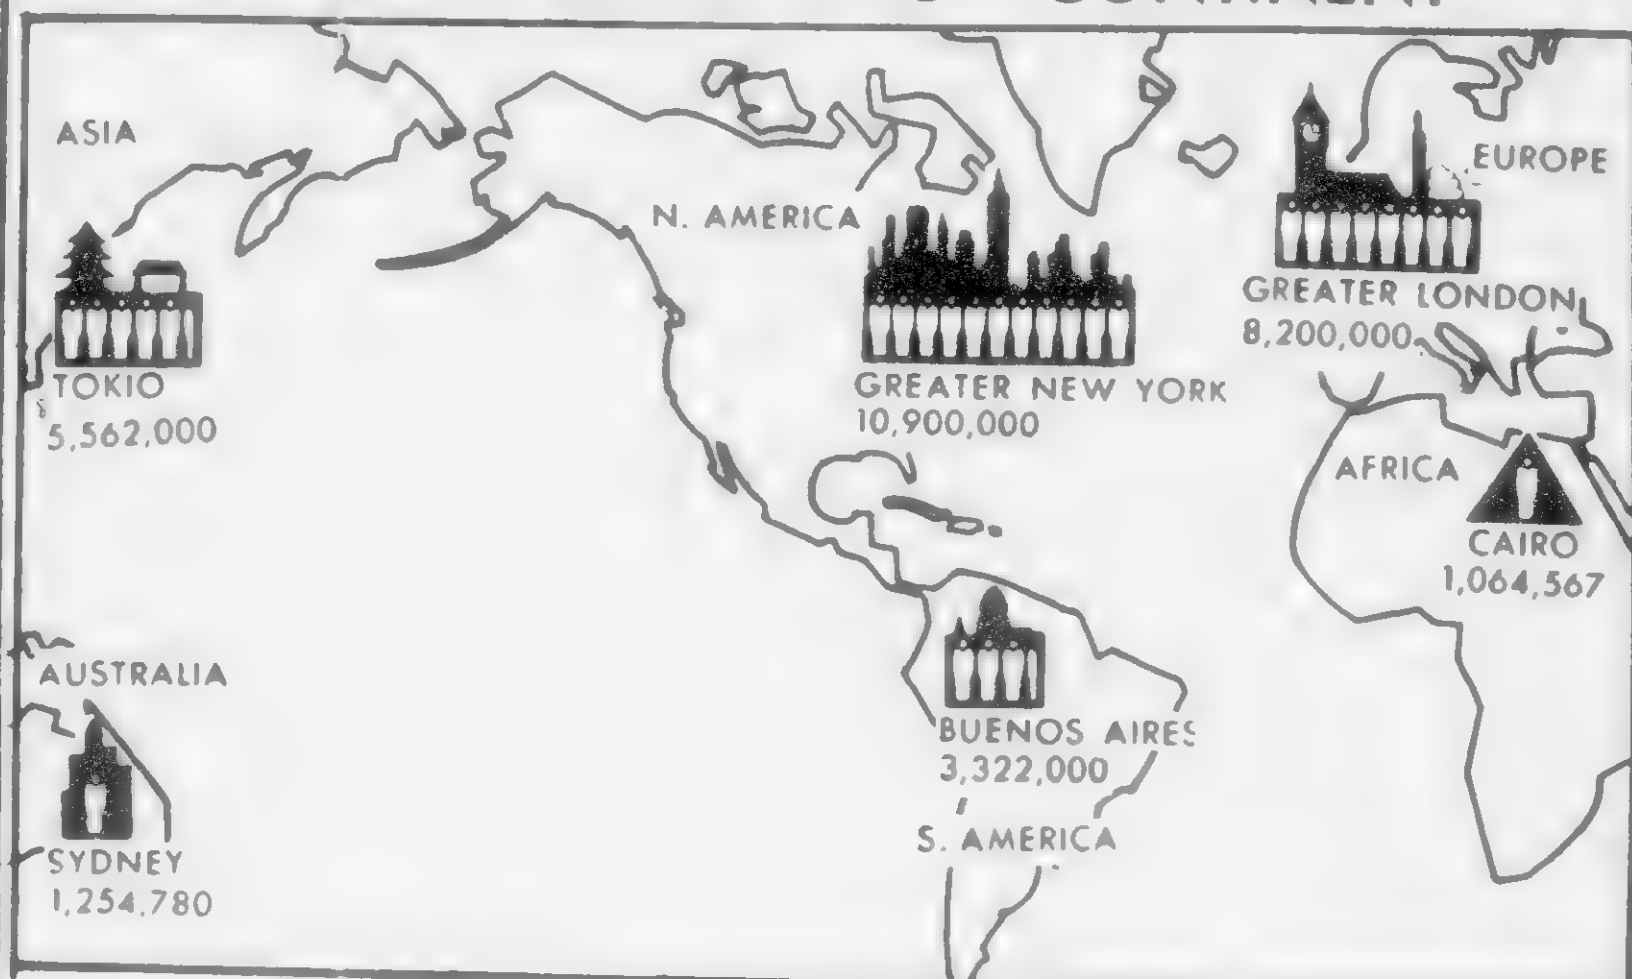 CONTINENT
ASIA
EUROPE
N. AMERICA
GREATER LONDON
8,200,000
TOKIO
5,562,000
GREATER NEW YORK
10,900,000
AFRICA
CAIRO
1,064,567
AUSTRALIA
BUENOS AIRES
3,322,000
S. AMERICA
SYDNEY
1,254,780